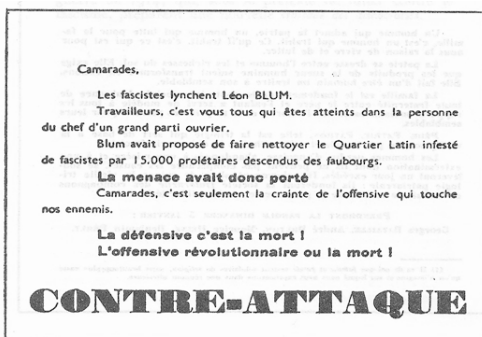 Camarades,
Les fascistes lynchent Léon BLUM.
Travailleurs, c'est vous tous qui êtes atteints dans la personne
du chef d'un grand parti ouvrier.
Blum avait proposé de faire nettoyer le Quartier Latin infesté
de fascistes par 15.000 prolétaires descendus des faubourgs.
La menace avait donc porté
Camarades, c'est seulement la crainte de l'offensive qui touche
nos ennemis.
La défensive c'est la mort !
L'offensive révolutionnaire ou la mort !
CONTRE-ATTAQUE